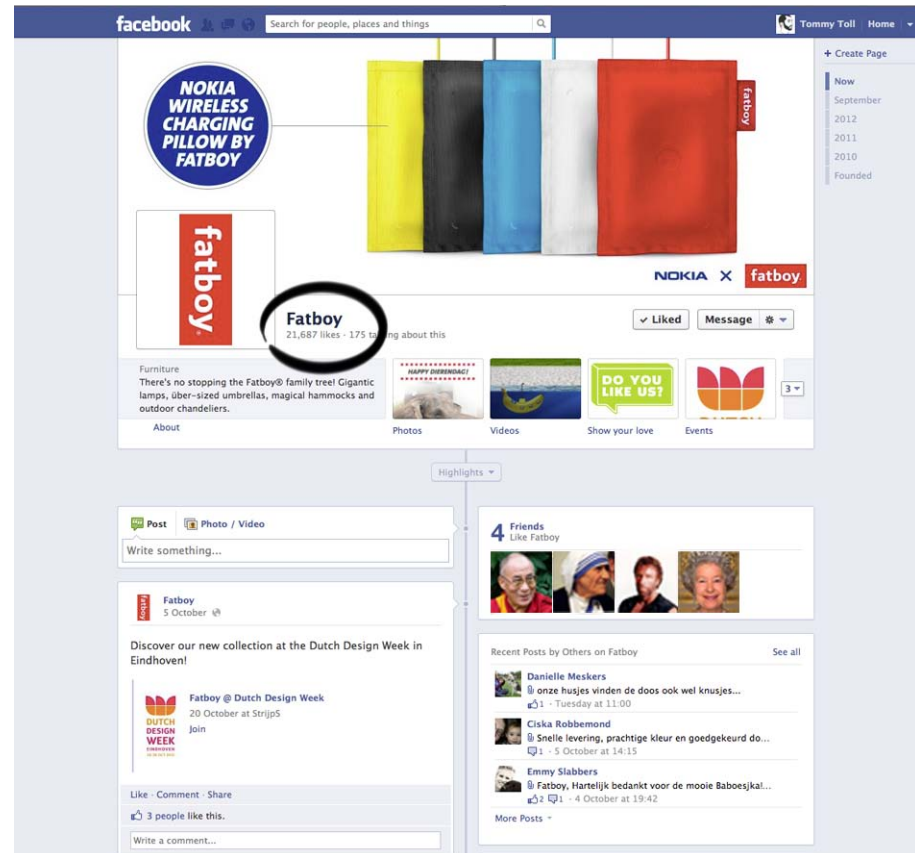 facebook
Search for people, places and things
Tommy Toll
Home
+ Create Page
Now
September
2012
2011
2010
Founded
NOKIA
WIRELESS
CHARGING
PILLOW BY
FATBOY
fatboy
NOKIA X fatboy
fatboy
Fatboy
21,687 likes · 175 talking about this
✓ Liked
Message
Furniture
There's no stopping the Fatboy® family tree! Gigantic
lamps, über-sized umbrellas, magical hammocks and
outdoor chandeliers.
About
HAPPY DIERENDAG!
Photos
Videos
DO YOU
LIKE US?
Show your love
Events
3
Highlights
Post
Photo / Video
Write something...
4 Friends
Like Fatboy
fatboy
Fatboy
5 October
Discover our new collection at the Dutch Design Week in
Eindhoven!
DUTCH
DESIGN
WEEK
EINDHOVEN
Fatboy @ Dutch Design Week
20 October at StrijpS
Join
Like · Comment · Share
3 people like this.
Write a comment...
Recent Posts by Others on Fatboy
See all
Danielle Meskers
onze husjes vinden de doos ook wel knusjes...
1 · Tuesday at 11:00
Ciska Robbemond
Snelle levering, prachtige kleur en goedgekeurd do...
1 · 5 October at 14:15
Emmy Slabbers
Fatboy, Hartelijk bedankt voor de mooie Baboesjka!...
2 1 · 4 October at 19:42
More Posts